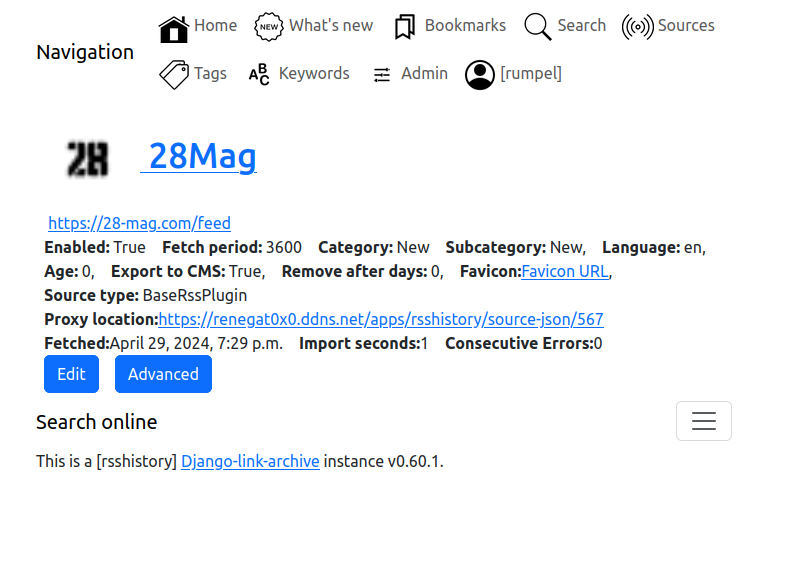 Navigation
Home NEW What's new Bookmarks Search Sources
Tags ABC Keywords Admin [rumpel]
28 28Mag
https://28-mag.com/feed
Enabled: True Fetch period: 3600 Category: New Subcategory: New, Language: en,
Age: 0, Export to CMS: True, Remove after days: 0, Favicon:Favicon URL,
Source type: BaseRssPlugin
Proxy location:https://renegat0x0.ddns.net/apps/rsshistory/source-json/567
Fetched:April 29, 2024, 7:29 p.m. Import seconds:1 Consecutive Errors:0
Edit Advanced
Search online
This is a [rsshistory] Django-link-archive instance v0.60.1.